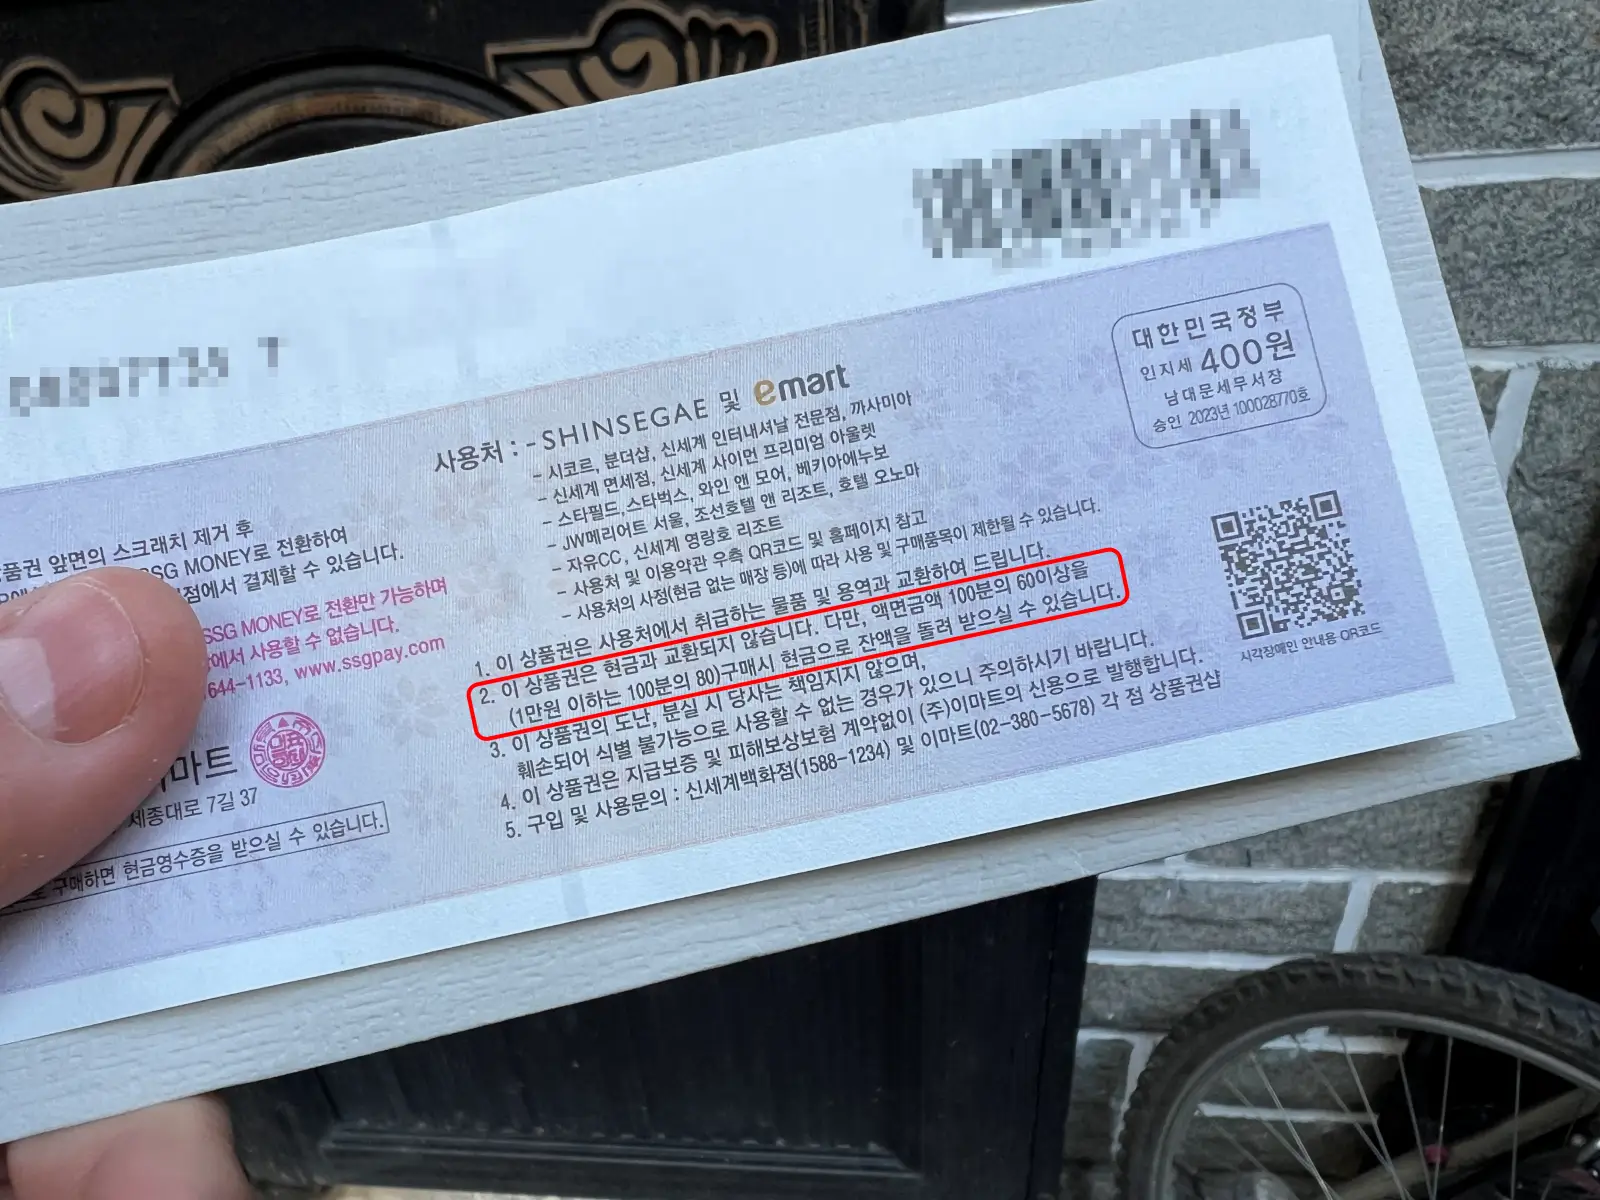 사용처 : - SHINSEGAE 및 emart
- 시코르, 분더샵, 신세계 인터내셔날 전문점, 까사미아
- 신세계 면세점, 신세계 사이먼 프리미엄 아울렛
- 스타필드, 스타벅스, 와인 앤 모어, 베키아에누보
- JW메리어트 서울, 조선호텔 앤 리조트, 호텔 오노마
- 자유CC, 신세계 영랑호 리조트
- 사용처 및 이용약관 우측 QR코드 및 홈페이지 참고
- 사용처의 사정(현금 없는 매장 등)에 따라 사용 및 구매품목이 제한될 수 있습니다.
1. 이 상품권은 사용처에서 취급하는 물품 및 용역과 교환하여 드립니다.
2. 이 상품권은 현금과 교환되지 않습니다. 다만, 액면금액 100분의 60이상을
(1만원 이하는 100분의 80)구매시 현금으로 잔액을 돌려 받으실 수 있습니다.
3. 이 상품권의 도난, 분실 시 당사는 책임지지 않으며,
훼손되어 식별 불가능으로 사용할 수 없는 경우가 있으니 주의하시기 바랍니다.
4. 이 상품권은 지급보증 및 피해보상보험 계약없이 (주)이마트의 신용으로 발행합니다.
5. 구입 및 사용문의 : 신세계백화점(1588-1234) 및 이마트(02-380-5678) 각 점 상품권샵
대한민국정부
인지세 400원
남대문세무서장
승인 2023년 100028770호
시각장애인 안내용 QR코드
상품권 앞면의 스크래치 제거 후
SSG MONEY로 전환하여
점에서 결제할 수 있습니다.
SSG MONEY로 전환만 가능하며
에서 사용할 수 없습니다.
644-1133, www.ssgpay.com
이마트
세종대로 7길 37
구매하면 현금영수증을 받으실 수 있습니다.